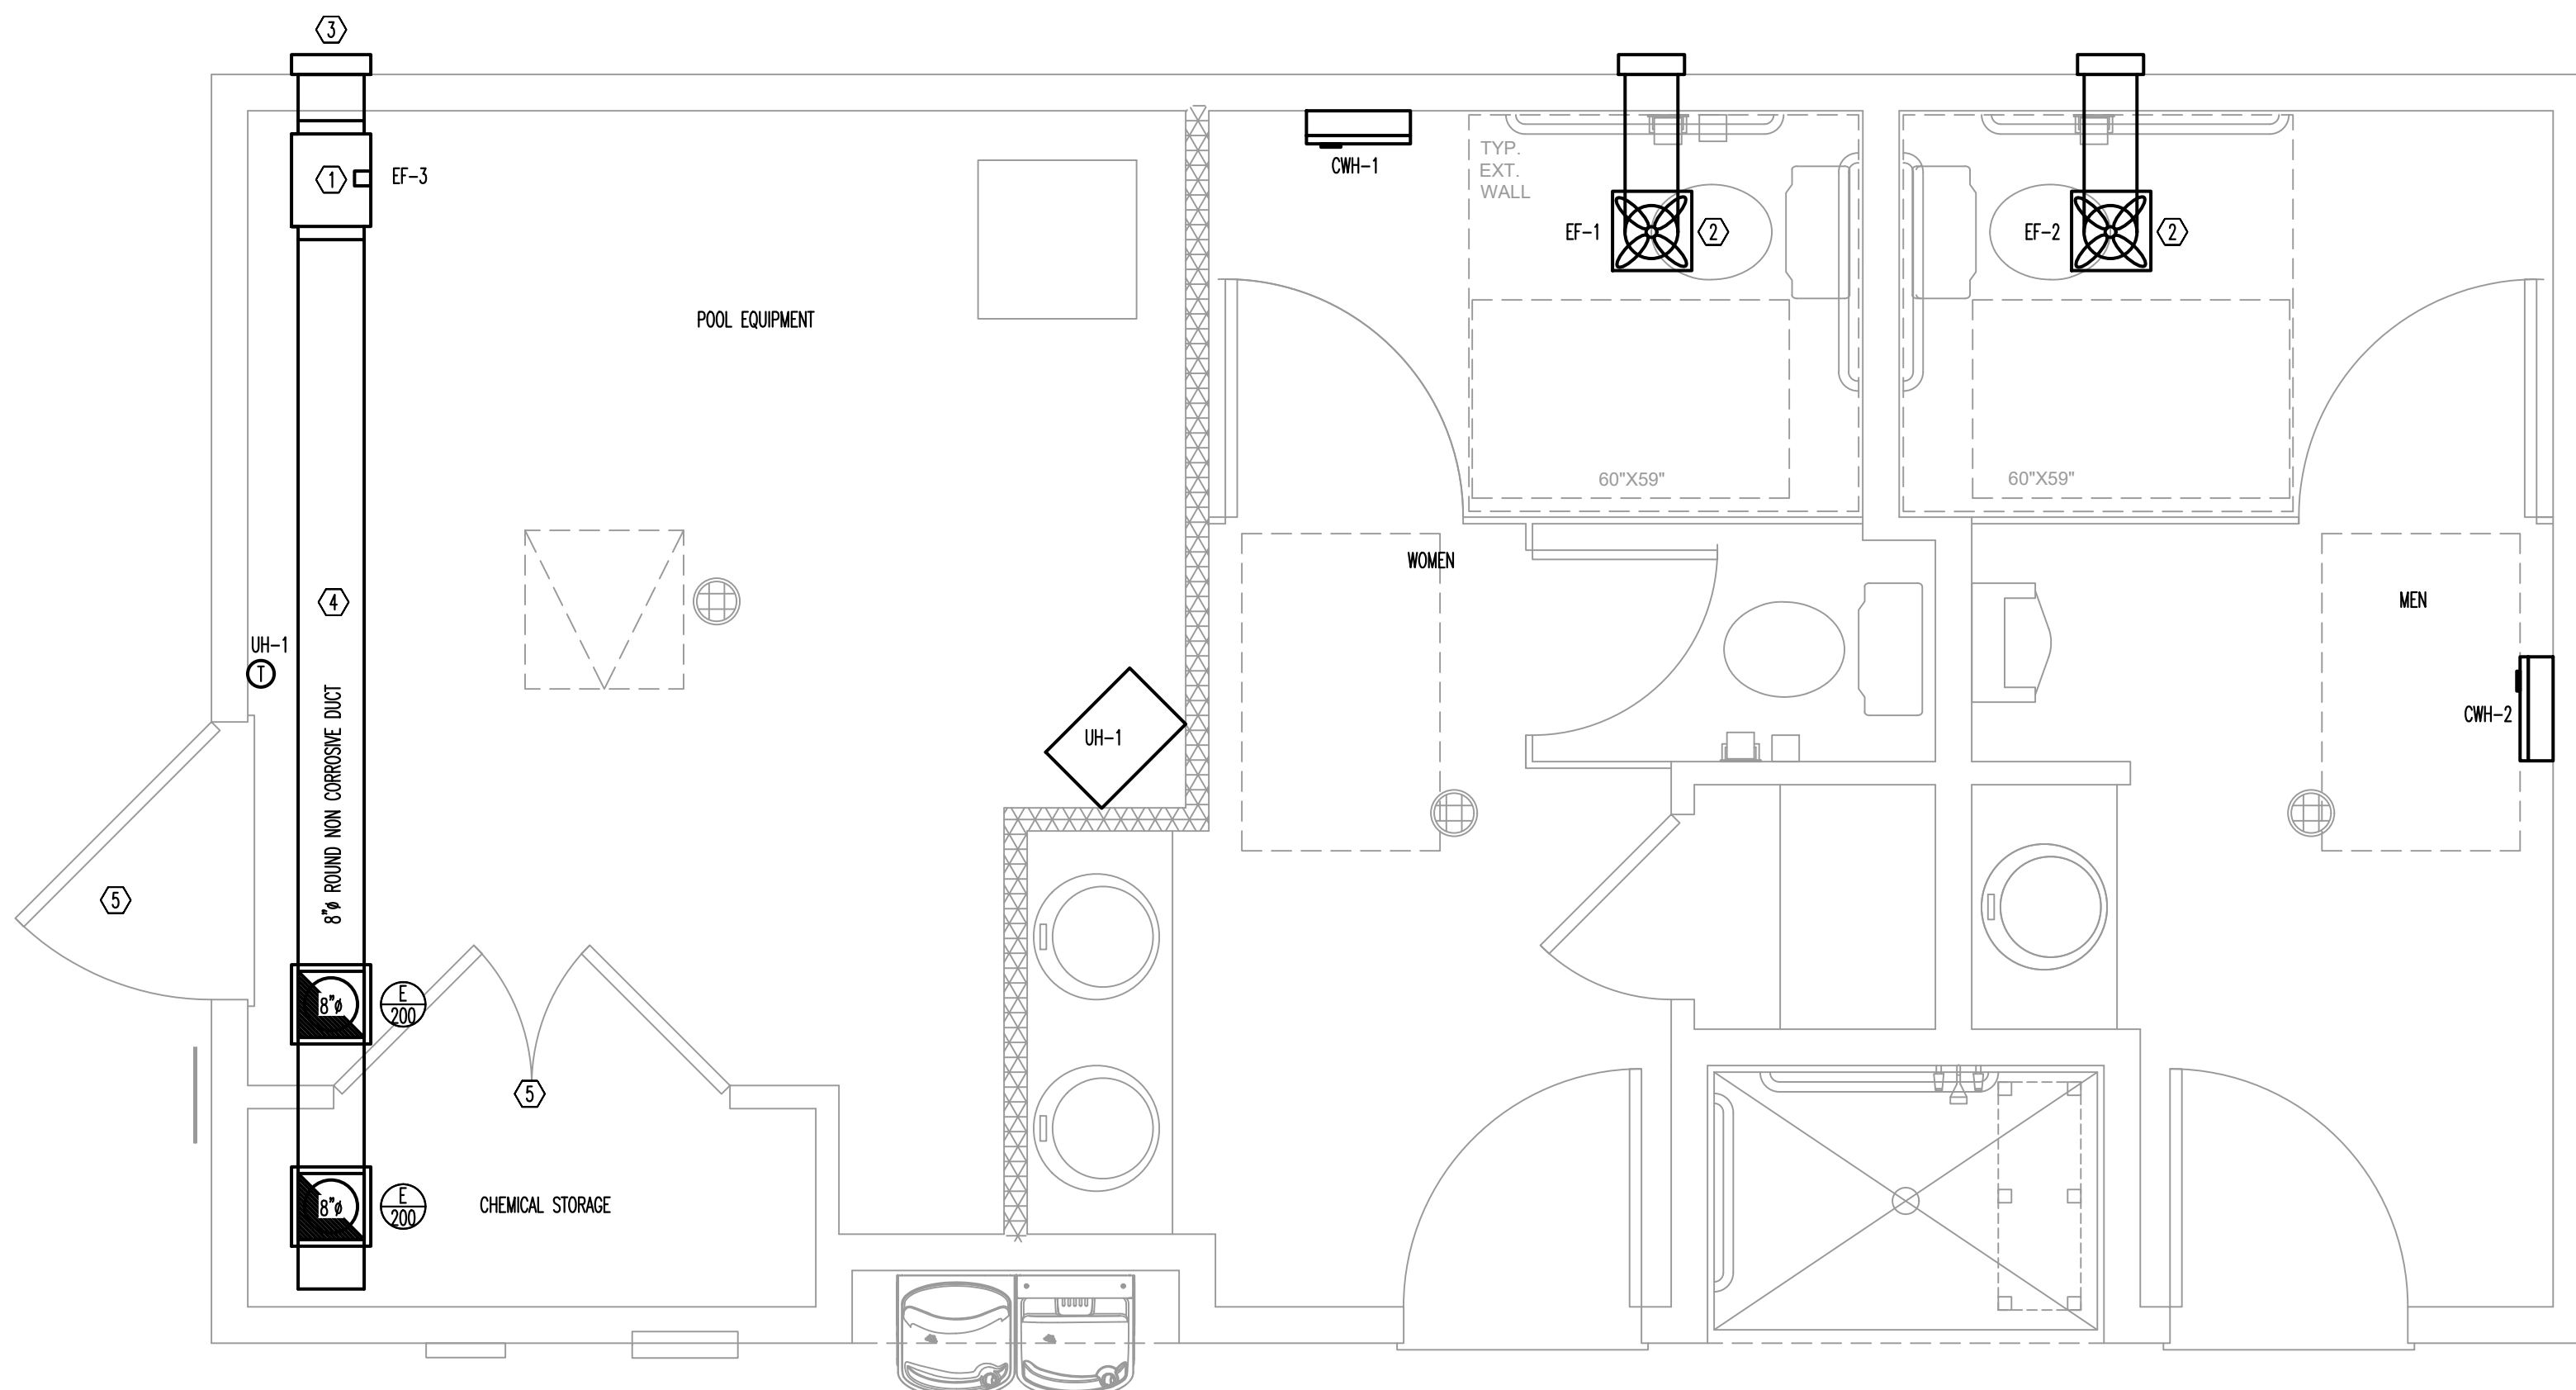 3
1
EF-3
CWH-1
TYP.
EXT.
WALL
EF-1
2
EF-2
2
POOL EQUIPMENT
60"X59"
60"X59"
WOMEN
MEN
4
UH-1
T
8"ø ROUND NON CORROSIVE DUCT
UH-1
CWH-2
5
8"ø
E
200
5
8"ø
E
200
CHEMICAL STORAGE